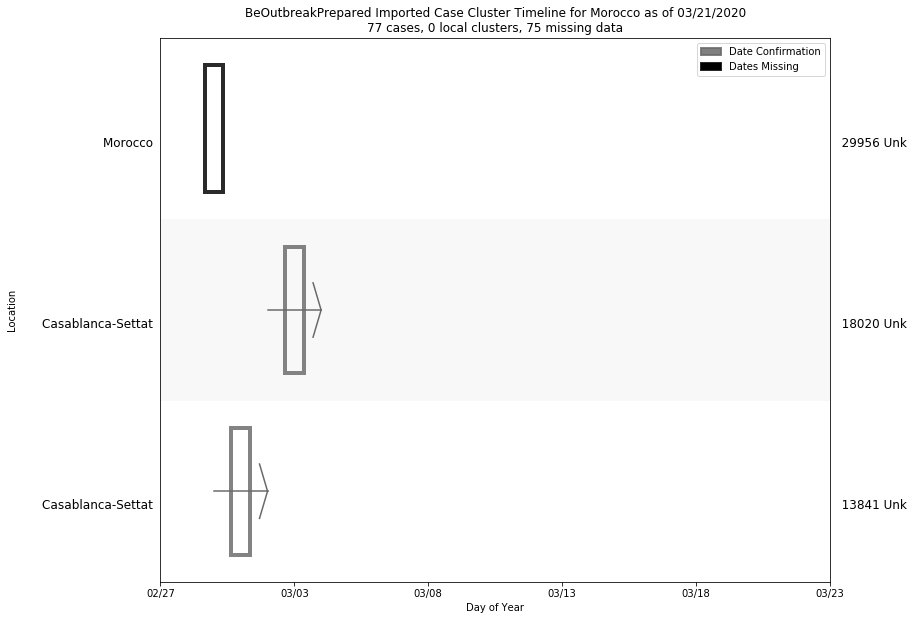 BeOutbreakPrepared Imported Case Cluster Timeline for Morocco as of 03/21/2020
77 cases, 0 local clusters, 75 missing data
Date Confirmation
Dates Missing
Morocco
29956 Unk
Location
Casablanca-Settat
18020 Unk
Casablanca-Settat
13841 Unk
02/27
03/03
03/08
03/13
03/18
03/23
Day of Year